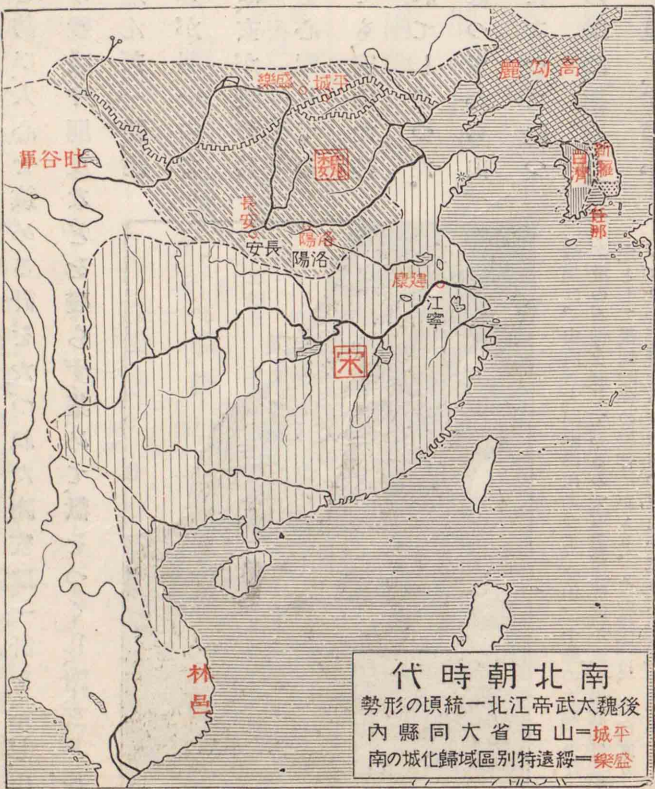 高勾麗
平城
盛樂
魏
吐谷渾
新羅
百濟
任那
長安
長安
洛陽
洛陽
建康
江寧
宋
林邑
南北朝時代
後魏太武帝江北一統頃の形勢
平城=山西省大同縣內
盛樂=綏遠特別區域歸化城の南